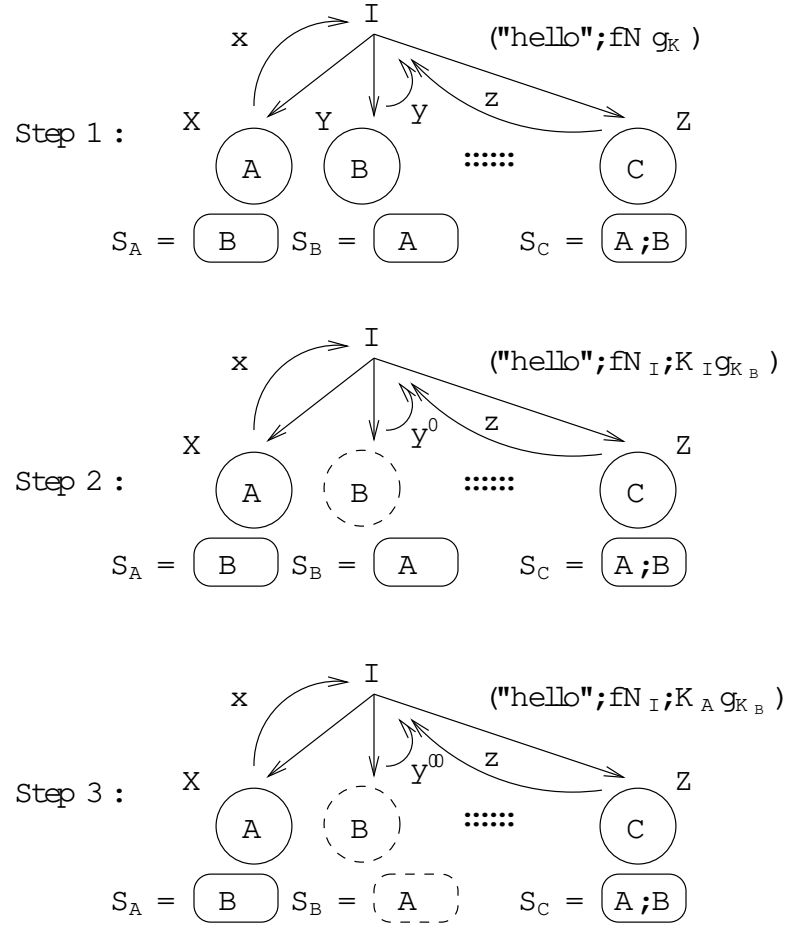 I
x ("hello";fN g_K )
y z
Step 1 : X Y Z
A B ...... C
S_A = B S_B = A S_C = A ;B
I
x ("hello";fN_I ;K_I g_K_B )
y^0 z
Step 2 : X Z
A B ...... C
S_A = B S_B = A S_C = A ;B
I
x ("hello";fN_I ;K_A g_K_B )
y^00 z
Step 3 : X Z
A B ...... C
S_A = B S_B = A S_C = A ;B